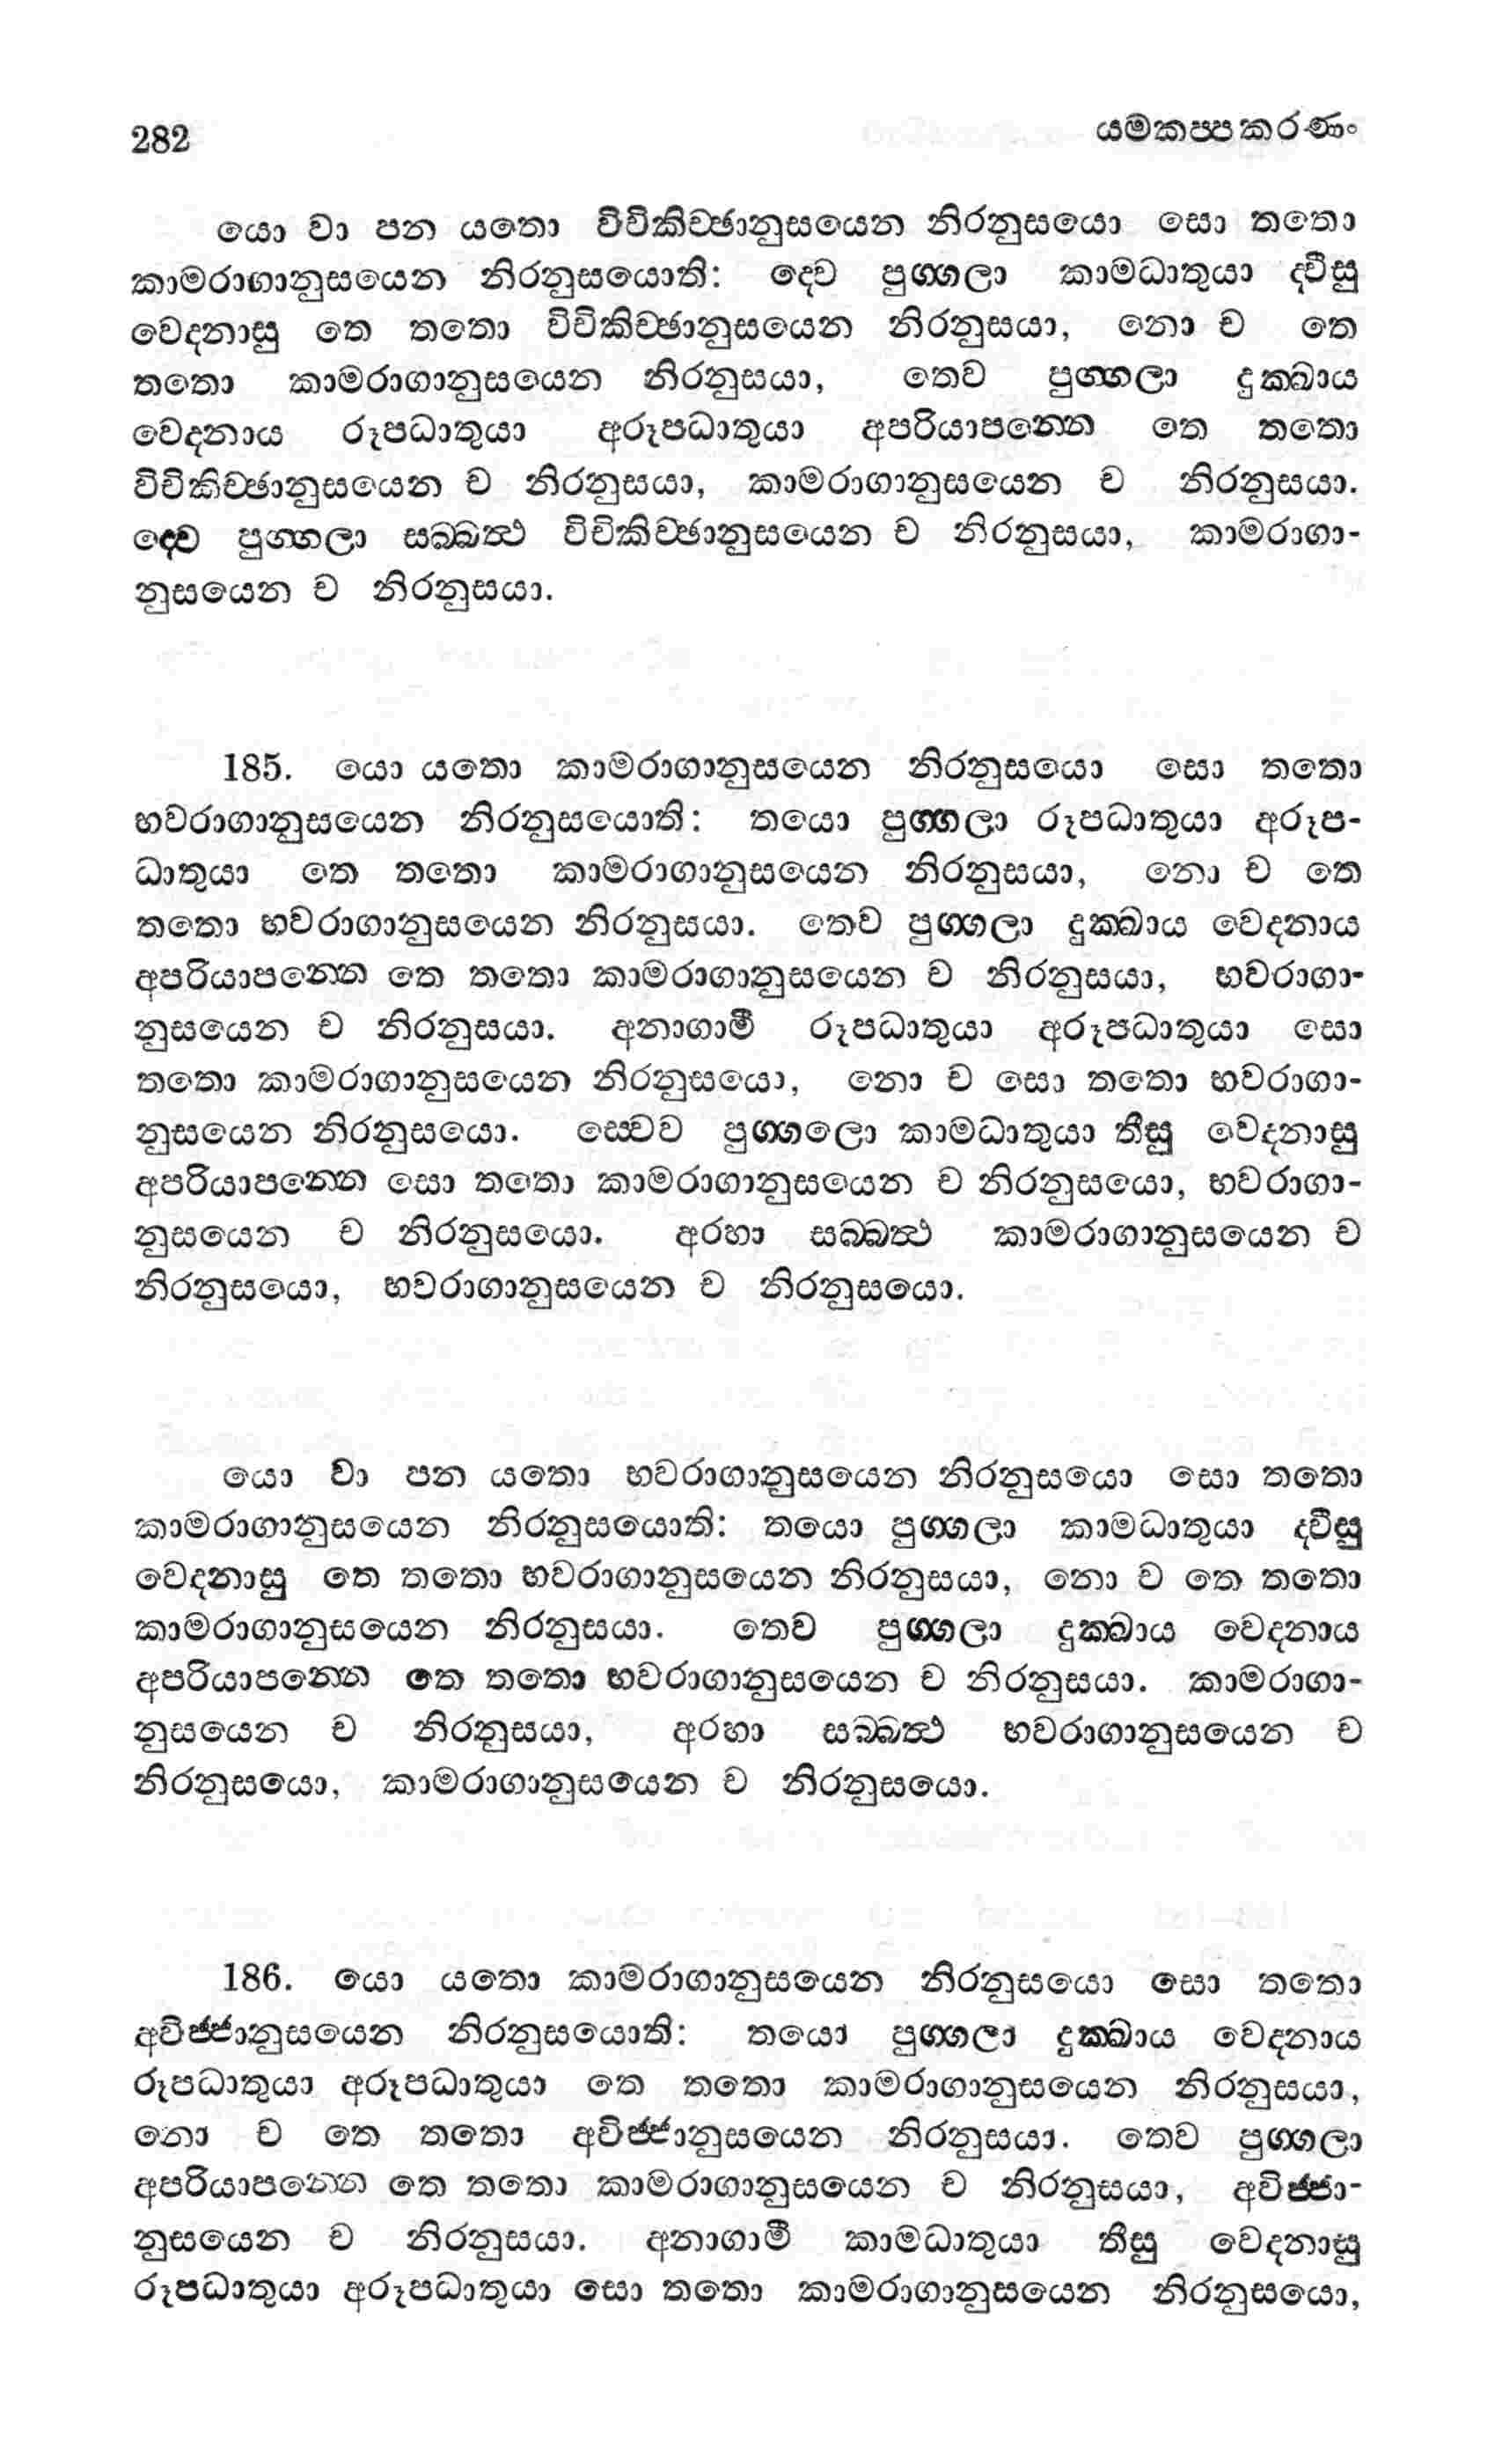 282
යමකප්පකරණං
යො වා පන යතො විචිකිච්ඡානුසයෙන නිරනුසයො සො තතො
කාමරාගානුසයෙන නිරනුසයොති: ද්වෙ පුග්ගලා කාමධාතුයා ද්වීසු
වෙදනාසු තෙ තතො විචිකිච්ඡානුසයෙන නිරනුසයා, නො ච තෙ
තතො කාමරාගානුසයෙන නිරනුසයා, තෙව පුග්ගලා දුක්ඛාය
වෙදනාය රූපධාතුයා අරූපධාතුයා අපරියාපන්නෙ තෙ තතො
විචිකිච්ඡානුසයෙන ච නිරනුසයා, කාමරාගානුසයෙන ච නිරනුසයා.
ද්වෙ පුග්ගලා සබ්බත්ථ විචිකිච්ඡානුසයෙන ච නිරනුසයා, කාමරාගා-
නුසයෙන ච නිරනුසයා.
185. යො යතො කාමරාගානුසයෙන නිරනුසයො සො තතො
භවරාගානුසයෙන නිරනුසයොති: තයො පුග්ගලා රූපධාතුයා අරූප-
ධාතුයා තෙ තතො කාමරාගානුසයෙන නිරනුසයා, නො ච තෙ
තතො භවරාගානුසයෙන නිරනුසයා. තෙව පුග්ගලා දුක්ඛාය වෙදනාය
අපරියාපන්නෙ තෙ තතො කාමරාගානුසයෙන ච නිරනුසයා, භවරාගා-
නුසයෙන ච නිරනුසයා. අනාගාමී රූපධාතුයා අරූපධාතුයා සො
තතො කාමරාගානුසයෙන නිරනුසයො, නො ච සො තතො භවරාගා-
නුසයෙන නිරනුසයො. ස්වෙව පුග්ගලො කාමධාතුයා තීසු වෙදනාසු
අපරියාපන්නෙ සො තතො කාමරාගානුසයෙන ච නිරනුසයො, භවරාගා-
නුසයෙන ච නිරනුසයො. අරහා සබ්බත්ථ කාමරාගානුසයෙන ච
නිරනුසයො, භවරාගානුසයෙන ච නිරනුසයො.
යො වා පන යතො භවරාගානුසයෙන නිරනුසයො සො තතො
කාමරාගානුසයෙන නිරනුසයොති: තයො පුග්ගලා කාමධාතුයා ද්වීසු
වෙදනාසු තෙ තතො භවරාගානුසයෙන නිරනුසයා, නො ච තෙ තතො
කාමරාගානුසයෙන නිරනුසයා. තෙව පුග්ගලා දුක්ඛාය වෙදනාය
අපරියාපන්නෙ තෙ තතො භවරාගානුසයෙන ච නිරනුසයා. කාමරාගා-
නුසයෙන ච නිරනුසයා, අරහා සබ්බත්ථ භවරාගානුසයෙන ච
නිරනුසයො, කාමරාගානුසයෙන ච නිරනුසයො.
186. යො යතො කාමරාගානුසයෙන නිරනුසයො සො තතො
අවිජ්ජානුසයෙන නිරනුසයොති: තයො පුග්ගලා දුක්ඛාය වෙදනාය
රූපධාතුයා අරූපධාතුයා තෙ තතො කාමරාගානුසයෙන නිරනුසයා,
නො ච තෙ තතො අවිජ්ජානුසයෙන නිරනුසයා. තෙව පුග්ගලා
අපරියාපන්නෙ තෙ තතො කාමරාගානුසයෙන ච නිරනුසයා, අවිජ්ජා-
නුසයෙන ච නිරනුසයා. අනාගාමී කාමධාතුයා තීසු වෙදනාසු
රූපධාතුයා අරූපධාතුයා සො තතො කාමරාගානුසයෙන නිරනුසයො,